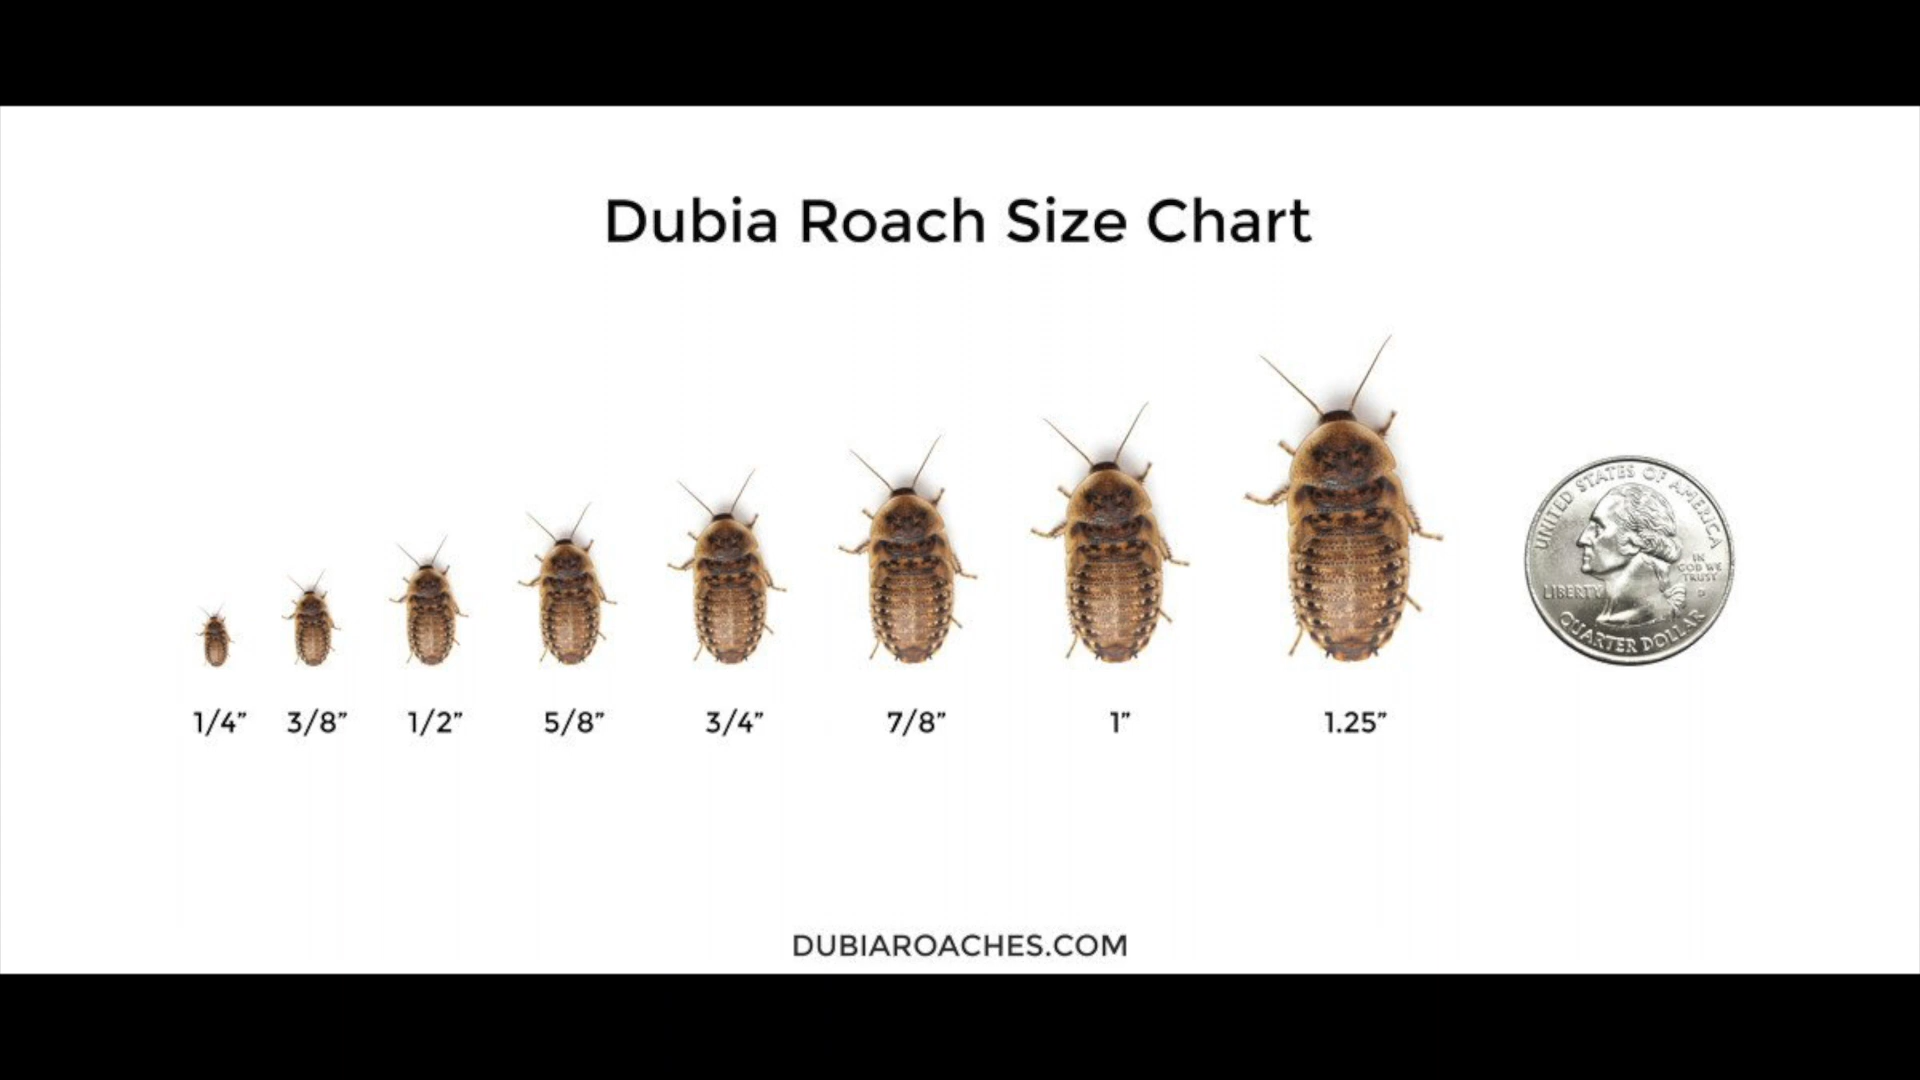 Dubia Roach Size Chart
UNITED STATES OF AMERICA
IN
GOD WE
TRUST
LIBERTY
D
QUARTER DOLLAR
1/4” 3/8” 1/2” 5/8” 3/4” 7/8” 1” 1.25”
DUBIAROACHES.COM